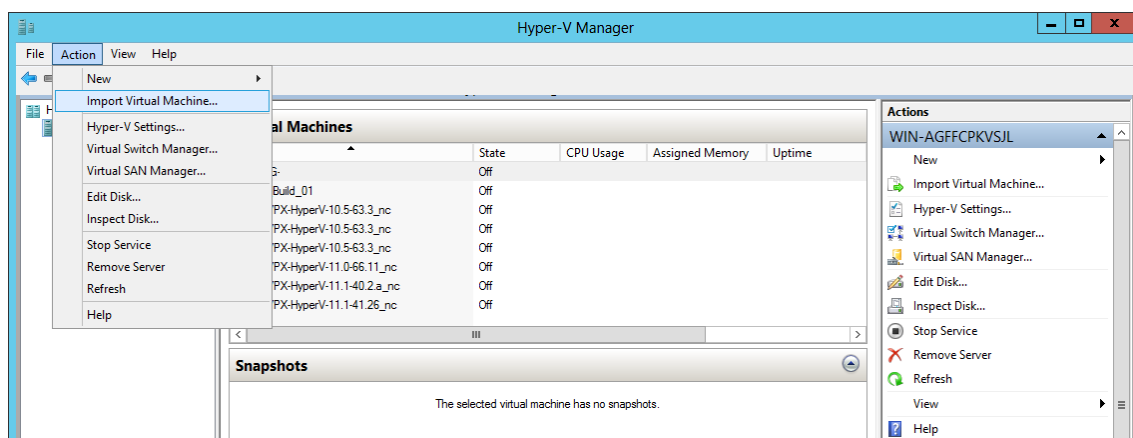 Hyper-V Manager
File Action View Help
New
Import Virtual Machine...
Hyper-V Settings...
Virtual Switch Manager...
Virtual SAN Manager...
Edit Disk...
Inspect Disk...
Stop Service
Remove Server
Refresh
Help
al Machines
State CPU Usage Assigned Memory Uptime
Off
Build_01 Off
PX-HyperV-10.5-63.3_nc Off
PX-HyperV-10.5-63.3_nc Off
PX-HyperV-10.5-63.3_nc Off
PX-HyperV-11.0-66.11_nc Off
PX-HyperV-11.1-40.2.a_nc Off
PX-HyperV-11.1-41.26_nc Off
Snapshots
The selected virtual machine has no snapshots.
Actions
WIN-AGFFCPKVSJL
New
Import Virtual Machine...
Hyper-V Settings...
Virtual Switch Manager...
Virtual SAN Manager...
Edit Disk...
Inspect Disk...
Stop Service
Remove Server
Refresh
View
Help